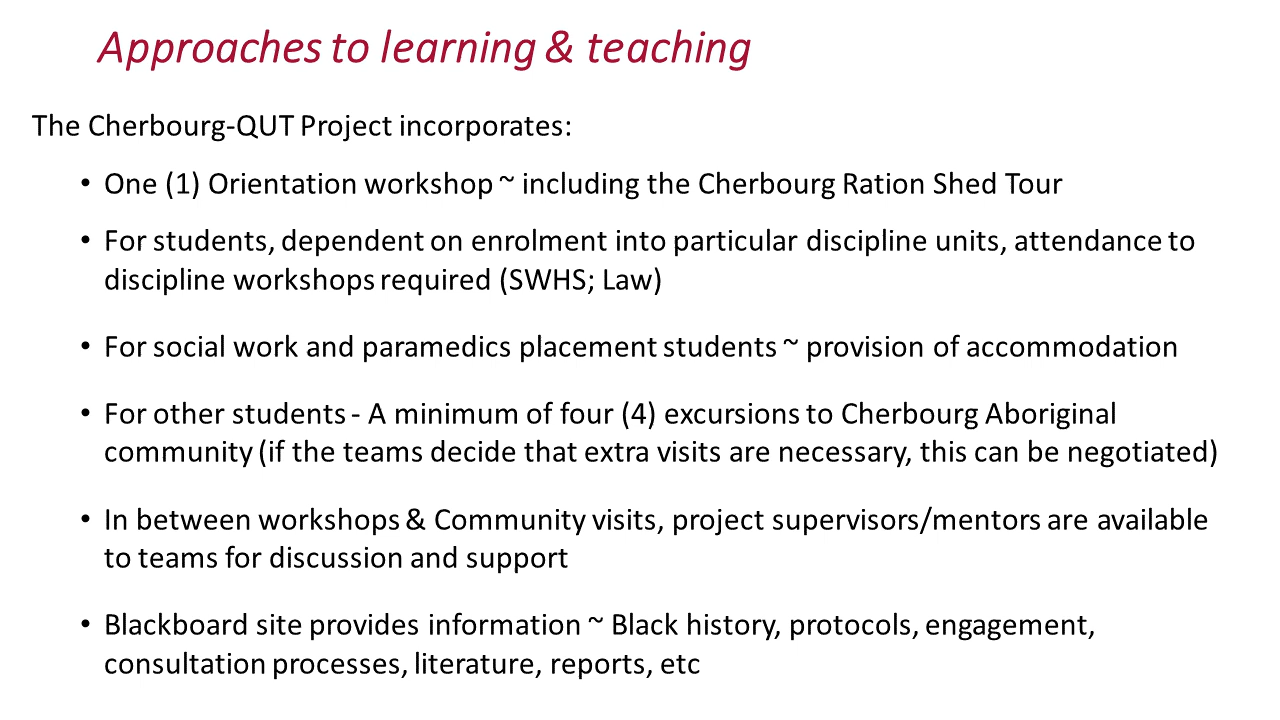 Approaches to learning & teaching
The Cherbourg-QUT Project incorporates:
• One (1) Orientation workshop ~ including the Cherbourg Ration Shed Tour
• For students, dependent on enrolment into particular discipline units, attendance to
discipline workshops required (SWHS; Law)
• For social work and paramedics placement students ~ provision of accommodation
• For other students - A minimum of four (4) excursions to Cherbourg Aboriginal
community (if the teams decide that extra visits are necessary, this can be negotiated)
• In between workshops & Community visits, project supervisors/mentors are available
to teams for discussion and support
• Blackboard site provides information ~ Black history, protocols, engagement,
consultation processes, literature, reports, etc